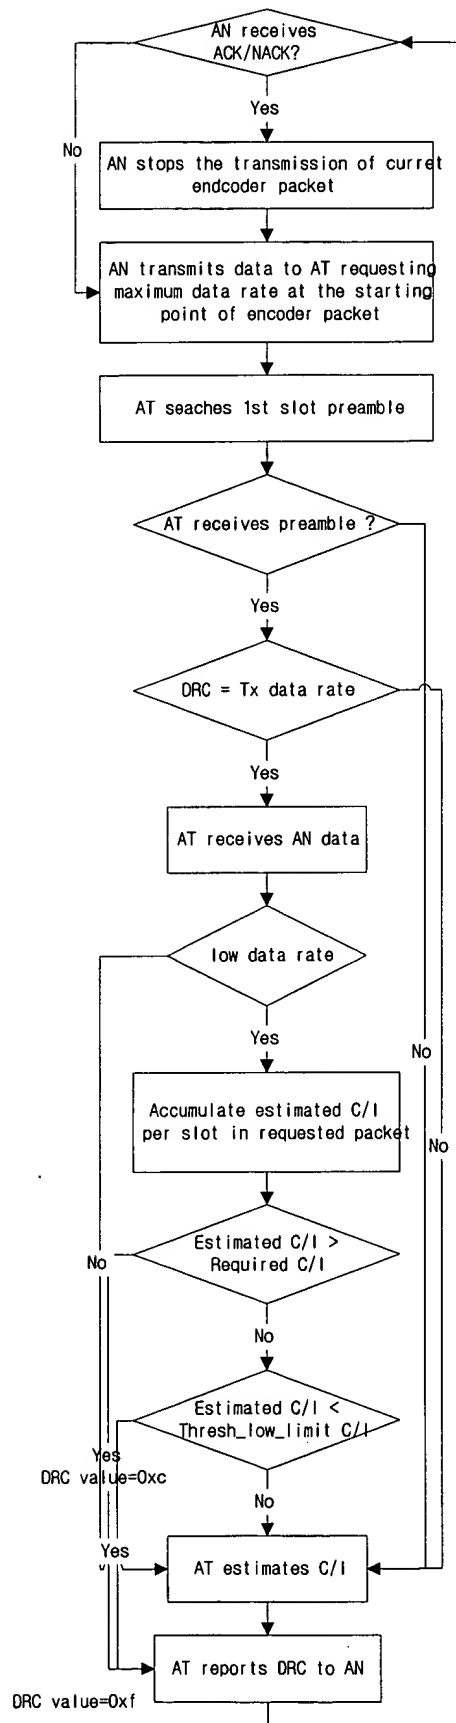 AN receives
ACK/NACK?
Yes
No
AN stops the transmission of curret
endcoder packet
AN transmits data to AT requesting
maximum data rate at the starting
point of encoder packet
AT seaches 1st slot preamble
AT receives preamble ?
Yes
DRC = Tx data rate
Yes
AT receives AN data
low data rate
Yes
No
Accumulate estimated C/I
per slot in requested packet
No
Estimated C/I >
Required C/I
No
No
Estimated C/I <
Thresh_low_limit C/I
Yes
DRC value=0xc
No
Yes
AT estimates C/I
AT reports DRC to AN
DRC value=0xf